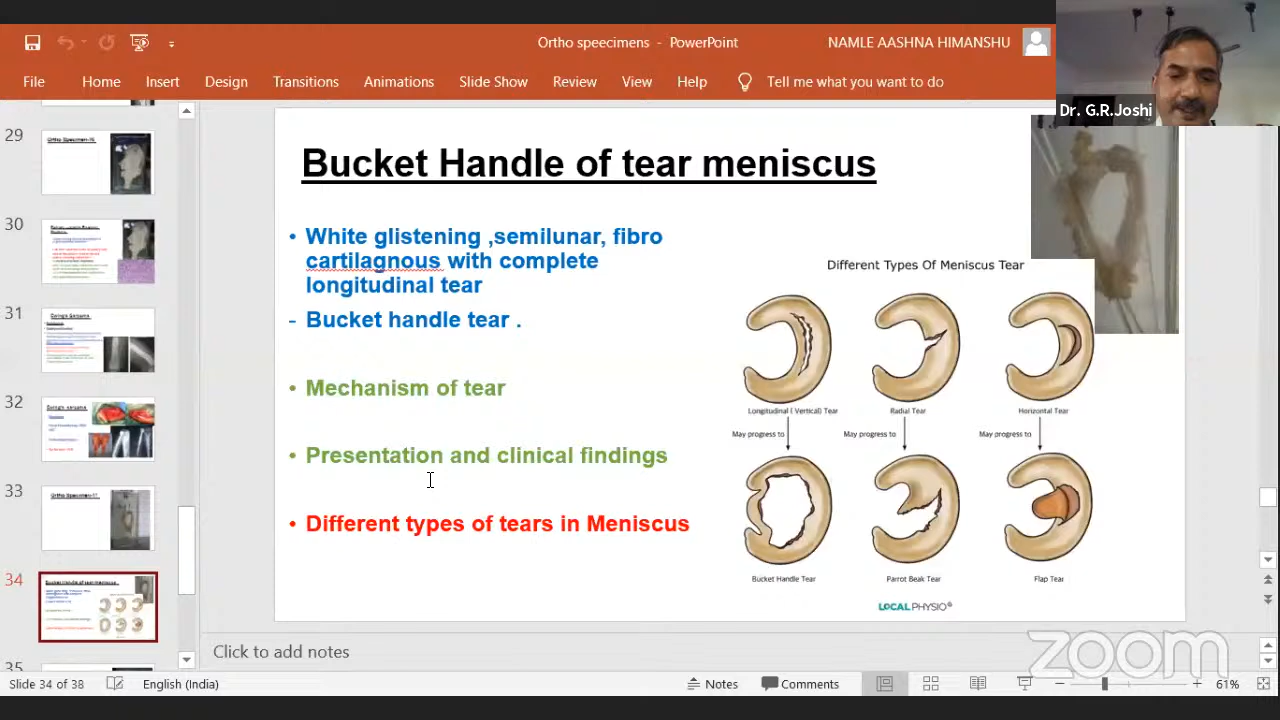 Ortho speecimens - PowerPoint
NAMLE AASHNA HIMANSHU
File Home Insert Design Transitions Animations Slide Show Review View Help Tell me what you want to do
Dr. G.R.Joshi
29
30
31
32
33
34
35
Bucket Handle of tear meniscus
• White glistening ,semilunar, fibro
cartilagnous with complete
longitudinal tear
- Bucket handle tear .
• Mechanism of tear
• Presentation and clinical findings
• Different types of tears in Meniscus
Different Types Of Meniscus Tear
Longitudinal ( Vertical) Tear
Radial Tear
Horizontal Tear
May progress to
May progress to
May progress to
Bucket Handle Tear
Parrot Beak Tear
Flap Tear
LOCAL PHYSIO®
Click to add notes
zoom
Slide 34 of 38 English (India) Notes Comments 61%